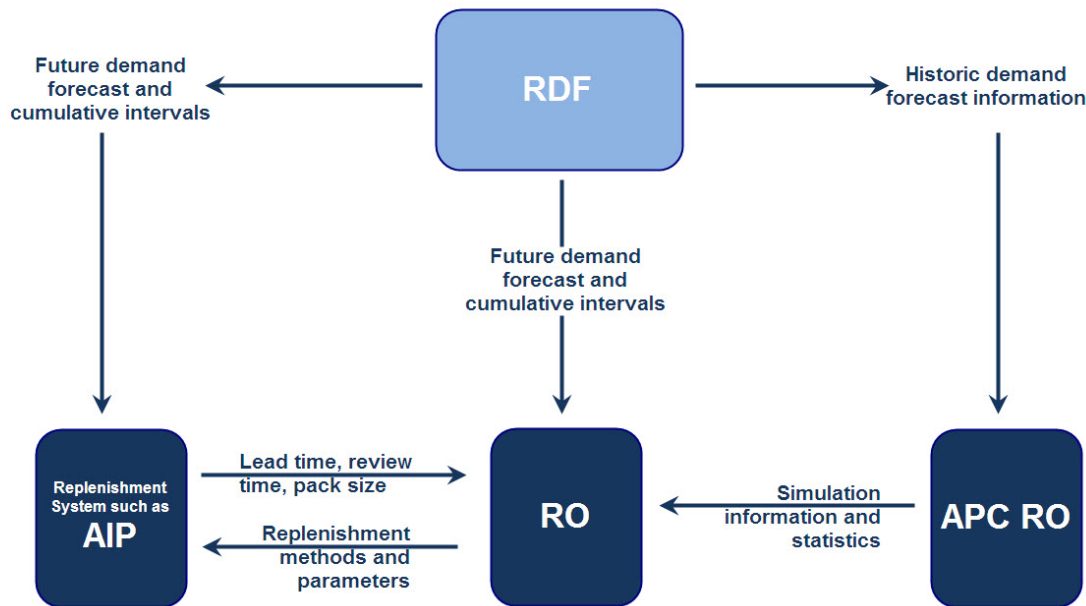 RDF
Future demand
forecast and
cumulative intervals
Historic demand
forecast information
Future demand
forecast and
cumulative intervals
Replenishment
System such as
AIP
Lead time, review
time, pack size
Replenishment
methods and
parameters
RO
Simulation
information and
statistics
APC RO